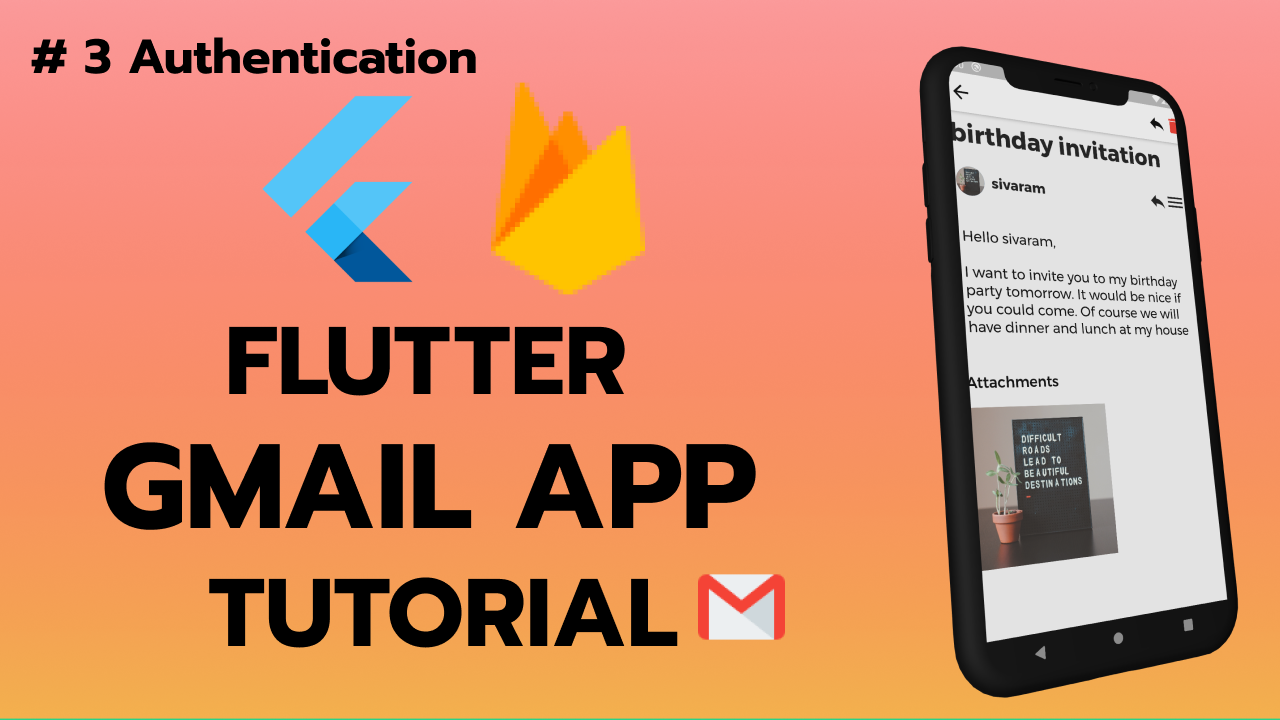 # 3 Authentication
FLUTTER
GMAIL APP
TUTORIAL
birthday invitation
sivaram
Hello sivaram,
I want to invite you to my birthday
party tomorrow. It would be nice if
you could come. Of course we will
have dinner and lunch at my house
Attachments
DIFFICULT
ROADS
LEAD TO
BEAUTIFUL
DESTINATIONS